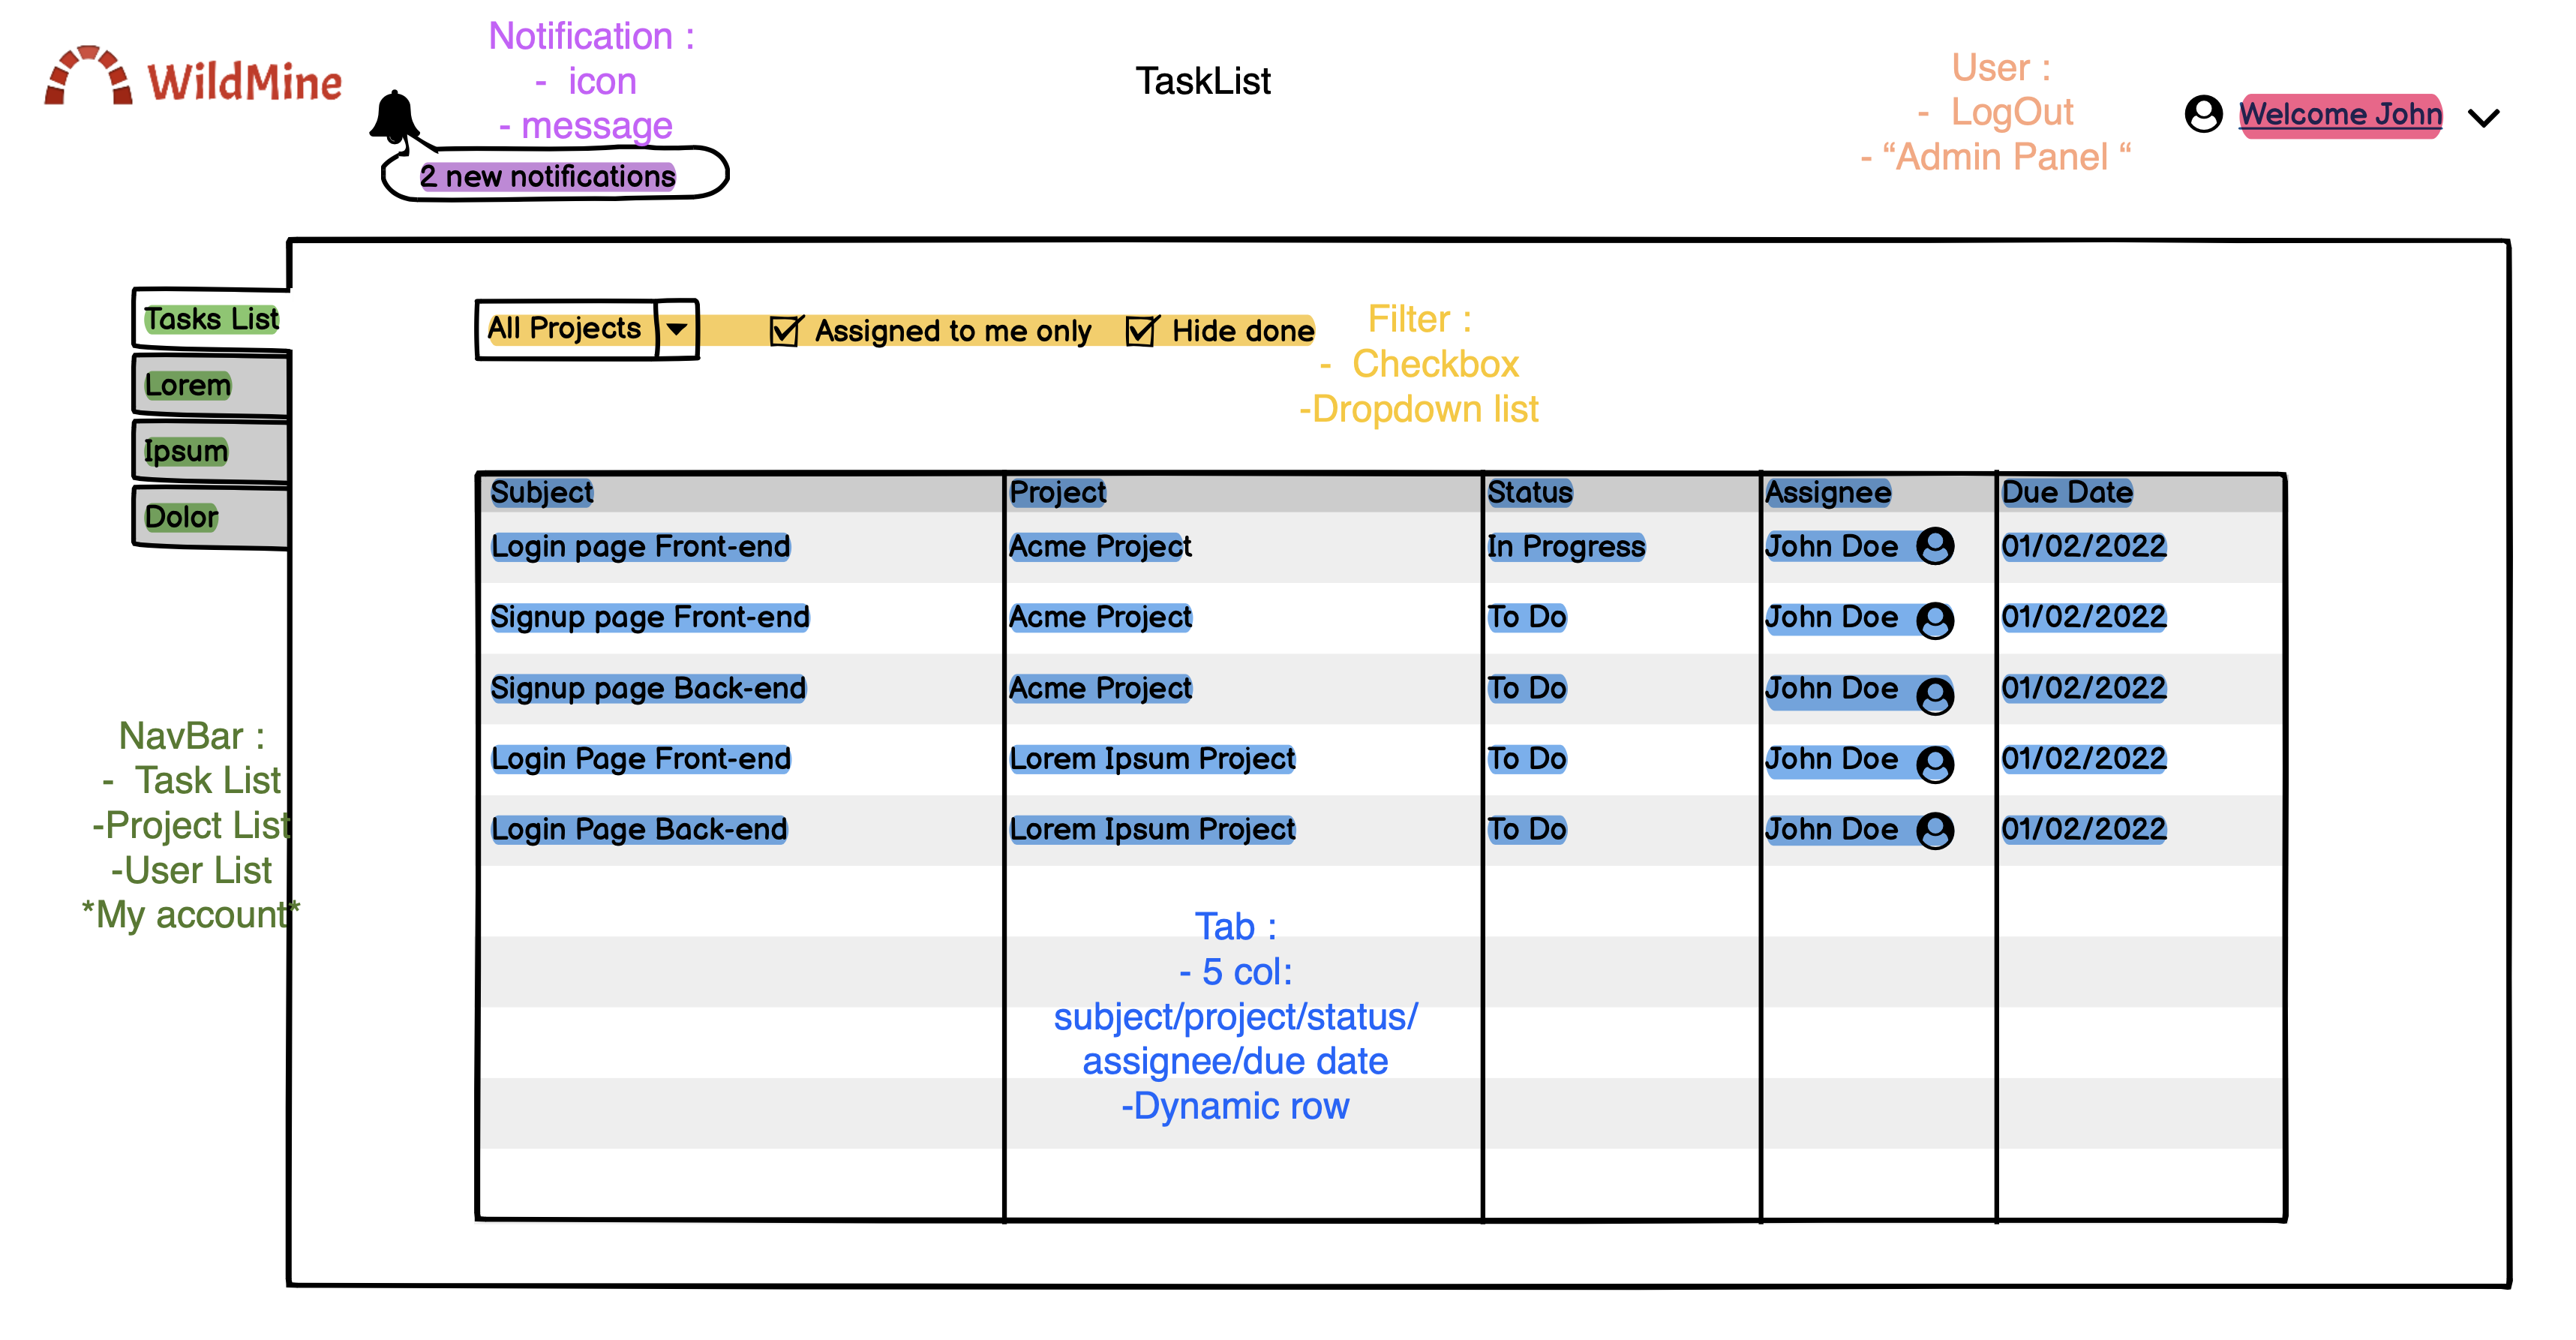 WildMine
Notification :
- icon
- message
2 new notifications
TaskList
User :
- LogOut
- “Admin Panel “
Welcome John
Tasks List
Lorem
Ipsum
Dolor
NavBar :
- Task List
-Project List
-User List
*My account*
All Projects
Assigned to me only
Hide done
Filter :
- Checkbox
-Dropdown list
Subject Project Status Assignee Due Date
Login page Front-end Acme Project In Progress John Doe 01/02/2022
Signup page Front-end Acme Project To Do John Doe 01/02/2022
Signup page Back-end Acme Project To Do John Doe 01/02/2022
Login Page Front-end Lorem Ipsum Project To Do John Doe 01/02/2022
Login Page Back-end Lorem Ipsum Project To Do John Doe 01/02/2022
Tab :
- 5 col:
subject/project/status/
assignee/due date
-Dynamic row